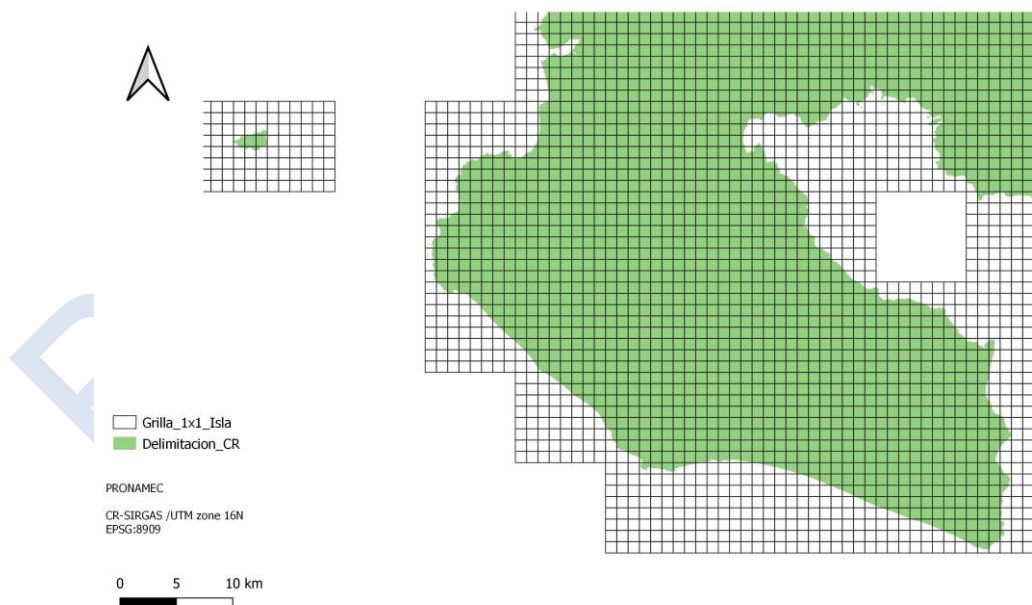 Grilla_1x1_Isla
Delimitacion_CR
PRONAMEC
CR-SIRGAS /UTM zone 16N
EPSG:8909
0 5 10 km